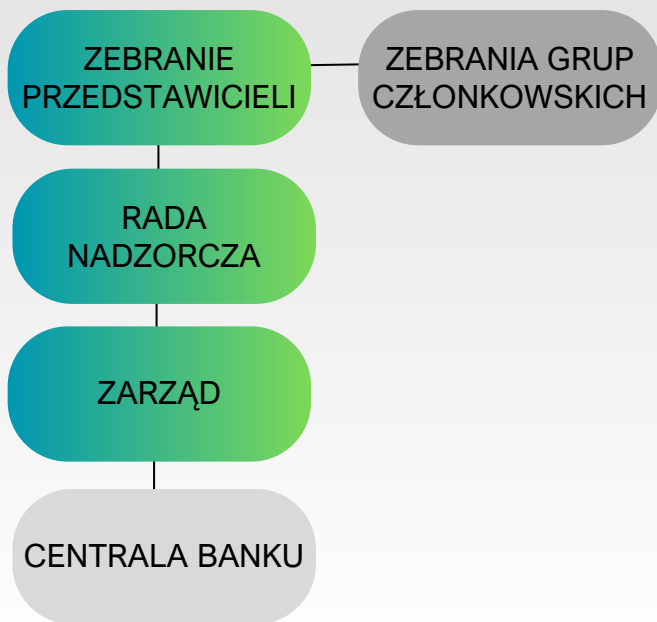 ZEBRANIE
PRZEDSTAWICIELI
ZEBRANIA GRUP
CZŁONKOWSKICH
RADA
NADZORCZA
ZARZĄD
CENTRALA BANKU